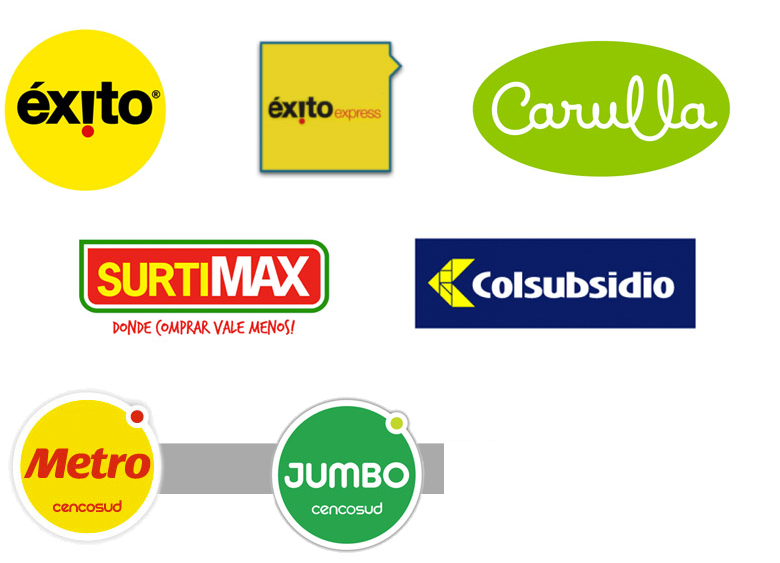 éxito®
éxito express
Carulla
SURTIMAX
DONDE COMPRAR VALE MENOS!
Colsubsidio
Metro
cencosud
JUMBO
cencosud